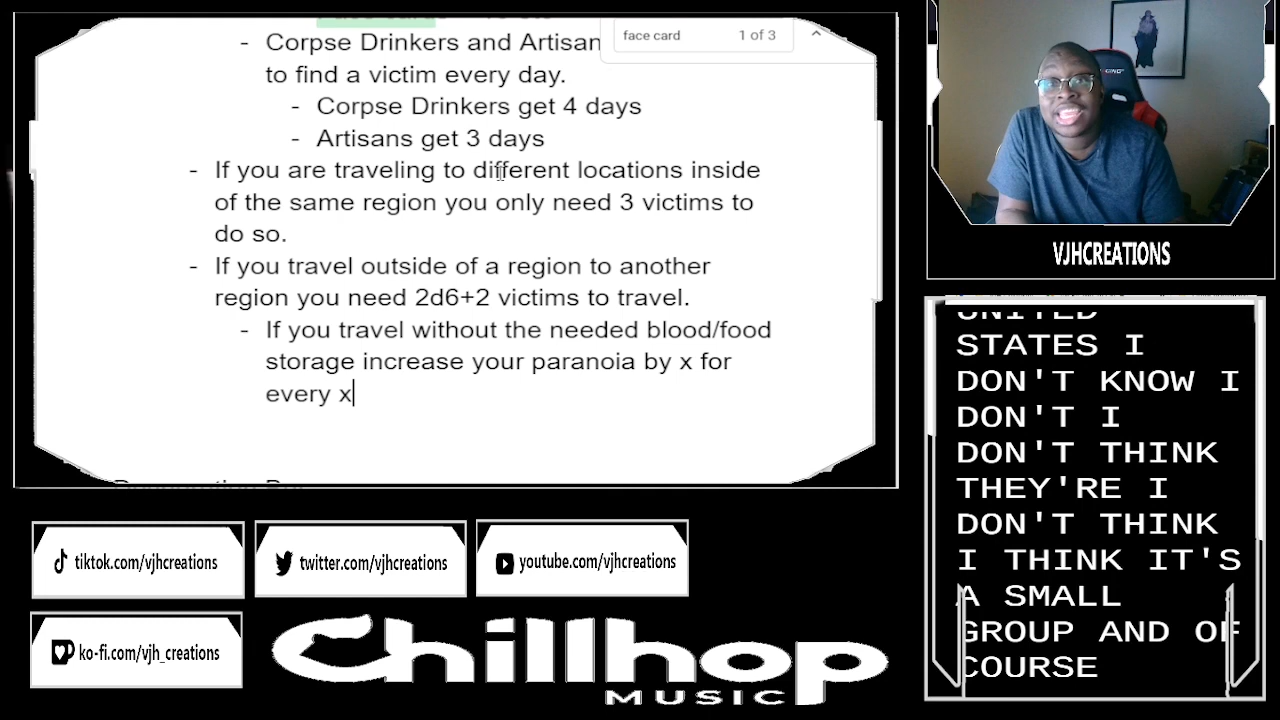 face card 1 of 3
- Corpse Drinkers and Artisan
to find a victim every day.
- Corpse Drinkers get 4 days
- Artisans get 3 days
- If you are traveling to different locations inside
of the same region you only need 3 victims to
do so.
- If you travel outside of a region to another
region you need 2d6+2 victims to travel.
- If you travel without the needed blood/food
storage increase your paranoia by x for
every x
VJHCREATIONS
UNITED
STATES I
DON'T KNOW I
DON'T I
DON'T THINK
THEY'RE I
DON'T THINK
I THINK IT'S
A SMALL
GROUP AND OF
COURSE
tiktok.com/vjhcreations
twitter.com/vjhcreations
youtube.com/vjhcreations
ko-fi.com/vjh_creations
Chillhop
MUSIC